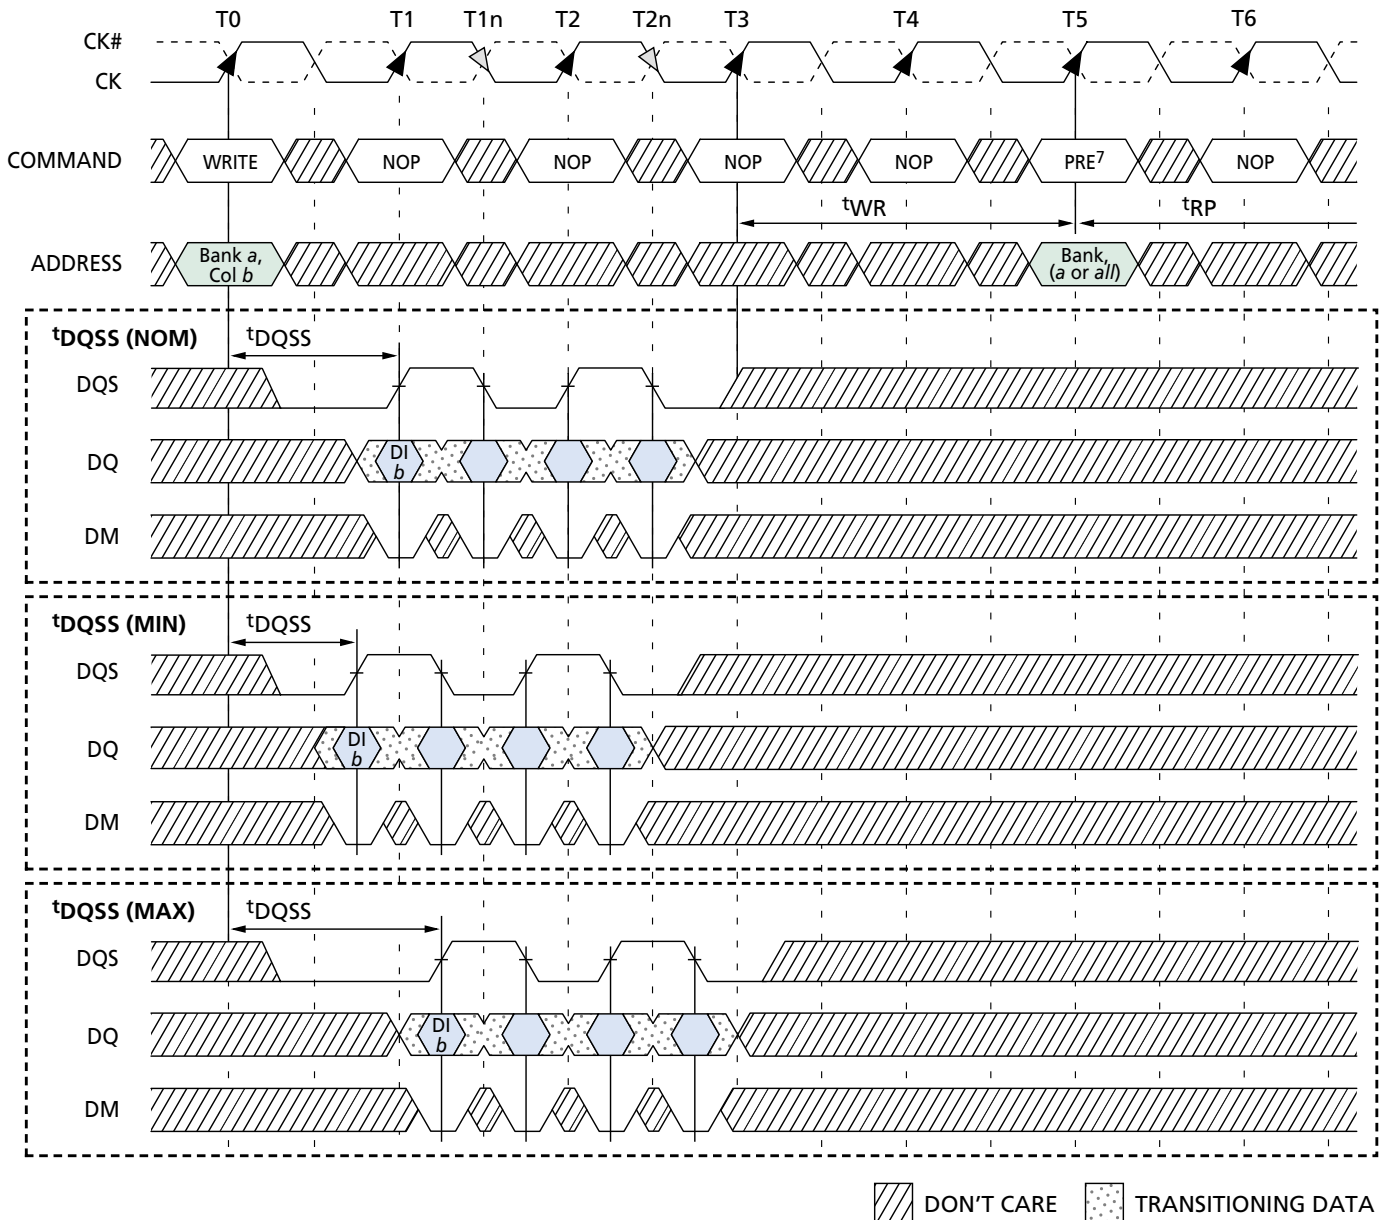 T0 T1 T1n T2 T2n T3 T4 T5 T6
CK#
CK
COMMAND WRITE NOP NOP NOP NOP PRE7 NOP
tWR tRP
ADDRESS Bank a, Col b Bank, (a or all)
tDQSS (NOM) tDQSS
DQS
DQ DI b
DM
tDQSS (MIN) tDQSS
DQS
DQ DI b
DM
tDQSS (MAX) tDQSS
DQS
DQ DI b
DM
DON'T CARE TRANSITIONING DATA